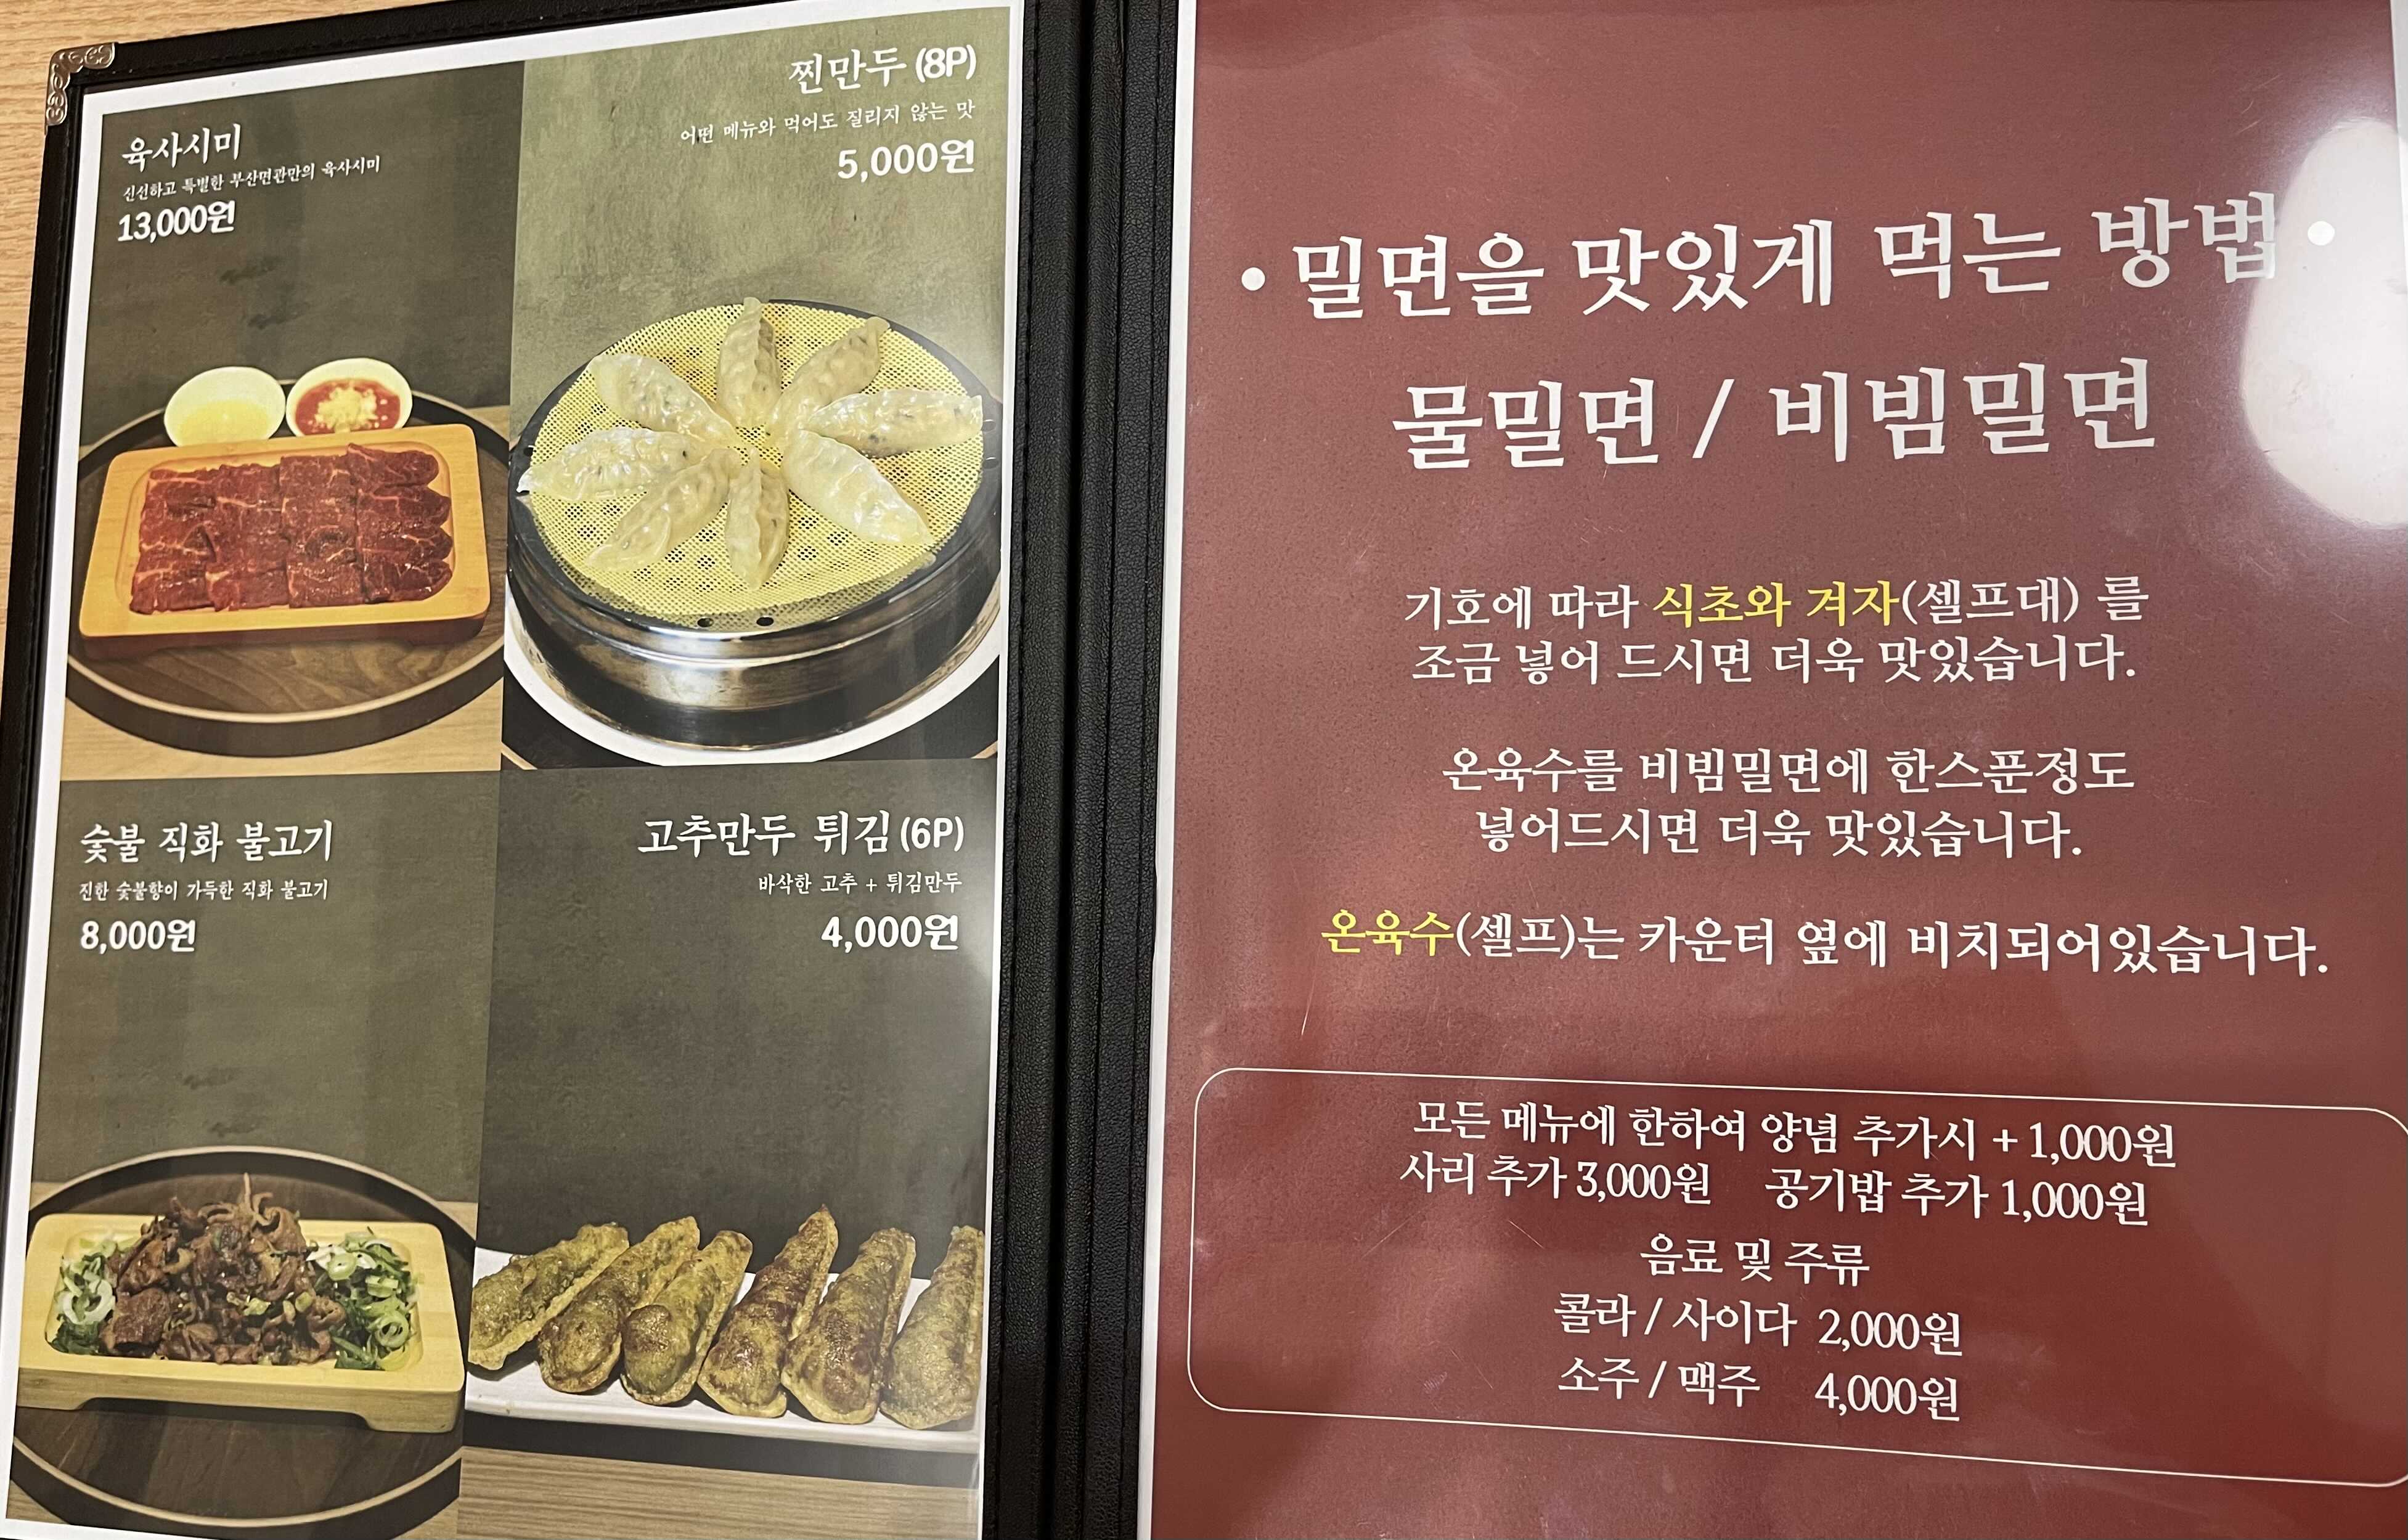 육사시미
신선하고 특별한 부산면관만의 육사시미
13,000원
찐만두 (8P)
어떤 메뉴와 먹어도 질리지 않는 맛
5,000원
숯불 직화 불고기
진한 숯불향이 가득한 직화 불고기
8,000원
고추만두 튀김 (6P)
바삭한 고추 + 튀김만두
4,000원
• 밀면을 맛있게 먹는 방법 •
물밀면 / 비빔밀면
기호에 따라 식초와 겨자(셀프대) 를
조금 넣어 드시면 더욱 맛있습니다.
온육수를 비빔밀면에 한스푼정도
넣어드시면 더욱 맛있습니다.
온육수(셀프)는 카운터 옆에 비치되어있습니다.
모든 메뉴에 한하여 양념 추가시 + 1,000원
사리 추가 3,000원 공기밥 추가 1,000원
음료 및 주류
콜라 / 사이다 2,000원
소주 / 맥주 4,000원